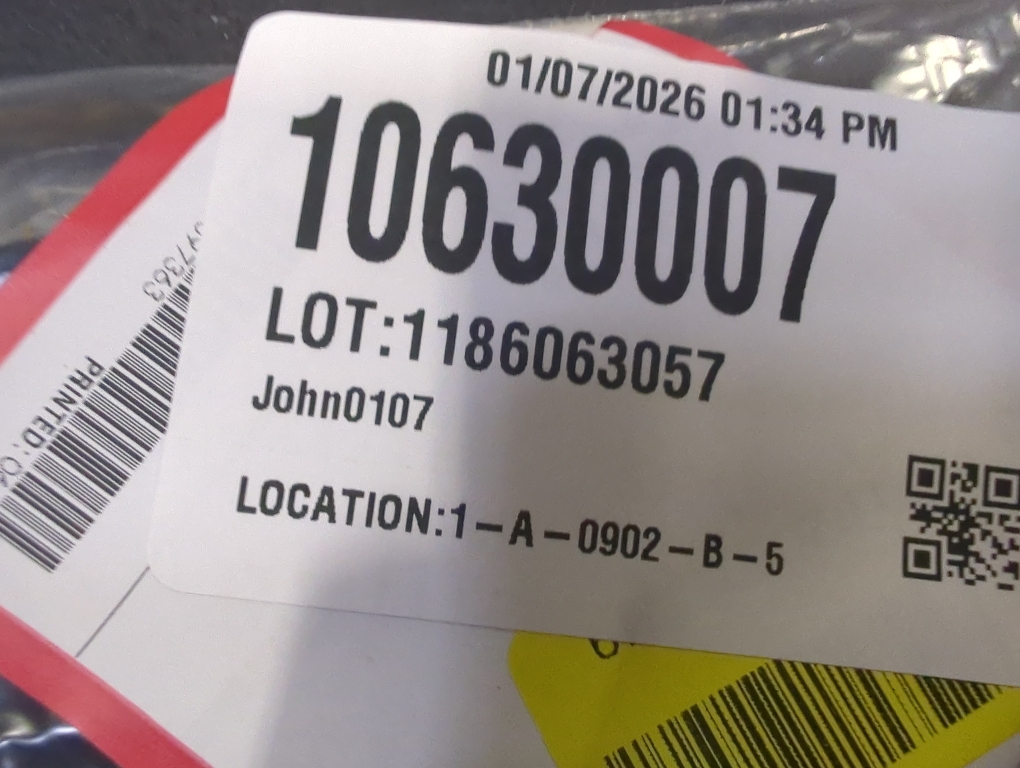 01/07/2026 01:34 PM
10630007
LOT:1186063057
John0107
LOCATION:1-A-0902-B-5
PRINTED: